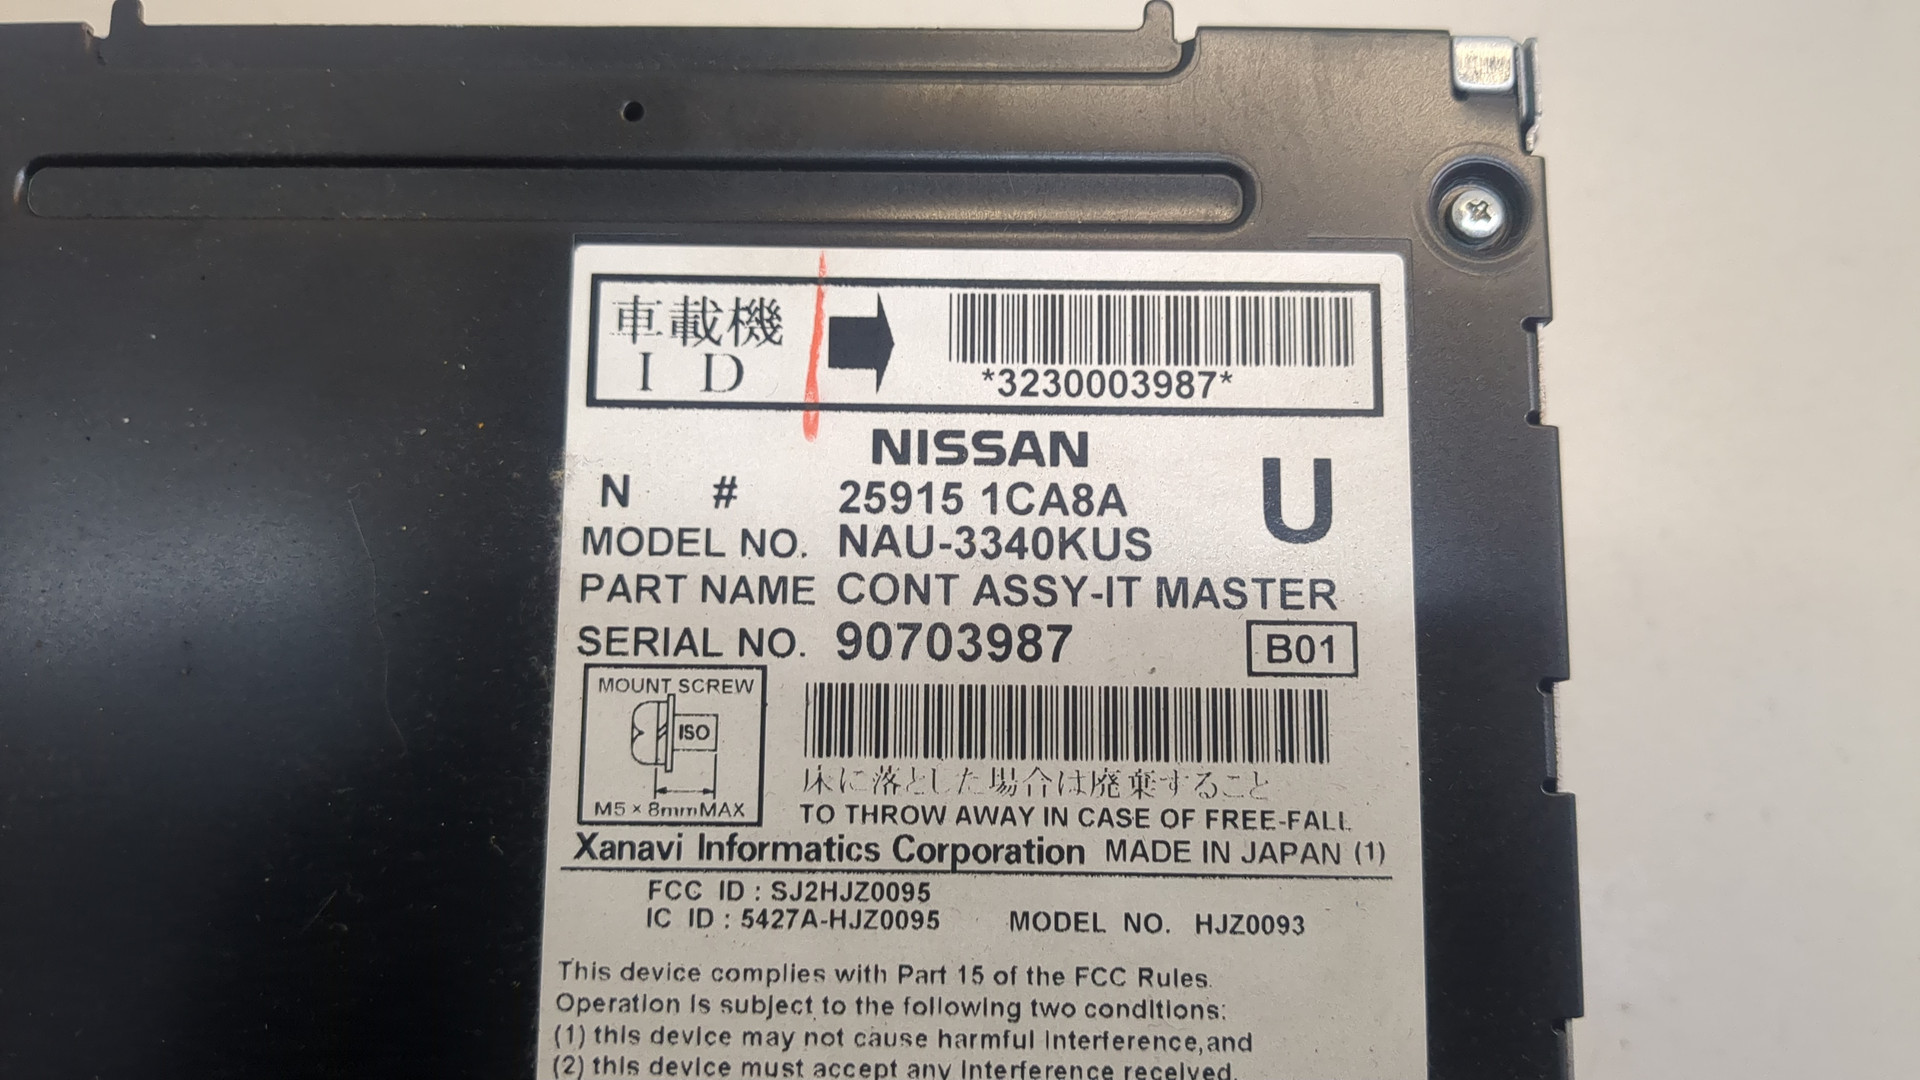 車載機
ID
*3230003987*
NISSAN
N # 25915 1CA8A
U
MODEL NO. NAU-3340KUS
PART NAME CONT ASSY-IT MASTER
SERIAL NO. 90703987
B01
MOUNT SCREW
ISO
M5×8mmMAX
床に落とした場合は廃棄すること
TO THROW AWAY IN CASE OF FREE-FALL
Xanavi Informatics Corporation MADE IN JAPAN (1)
FCC ID : SJ2HJZ0095
IC ID : 5427A-HJZ0095 MODEL NO. HJZ0093
This device complies with Part 15 of the FCC Rules.
Operation is subject to the following two conditions:
(1) this device may not cause harmful Interference,and
(2) this device must accept any Interference received,